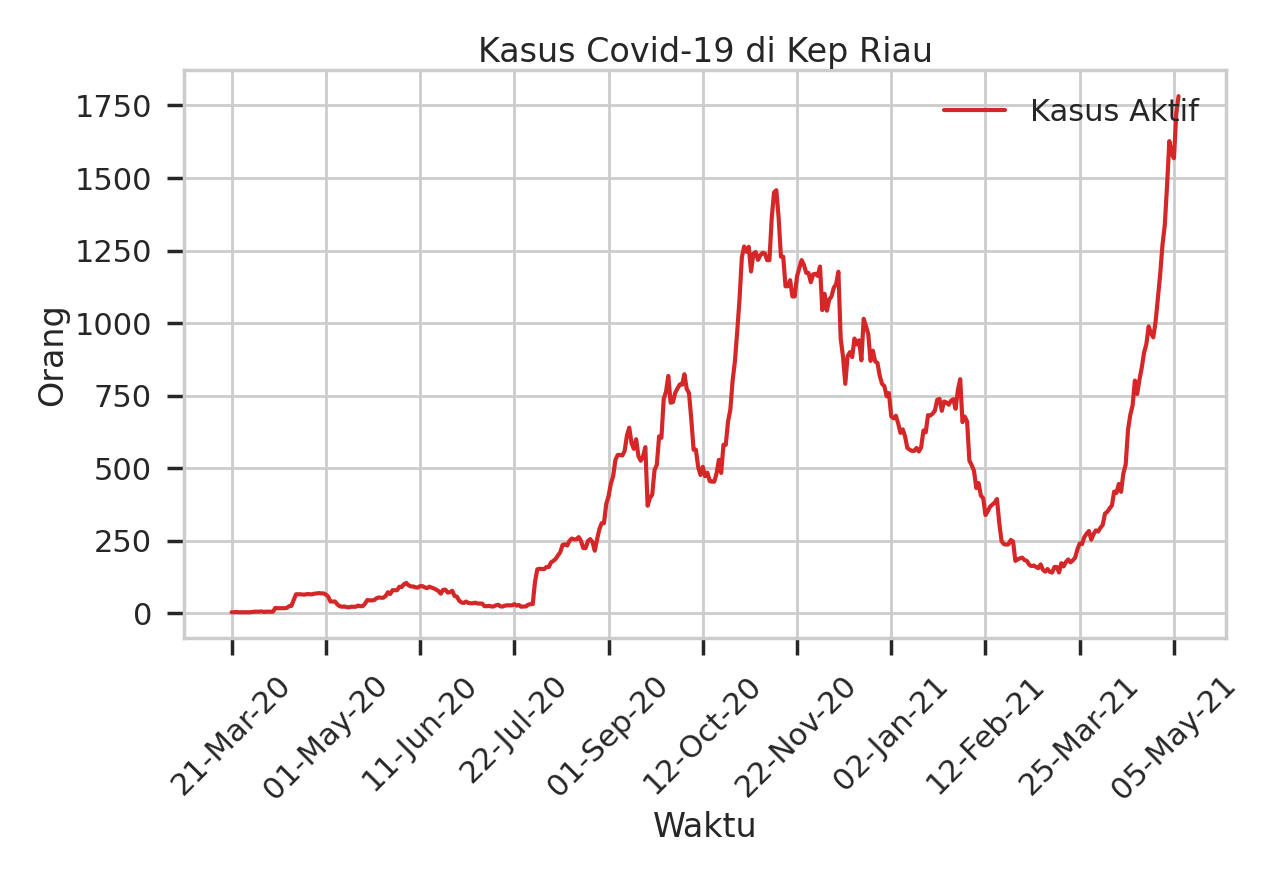 Kasus Covid-19 di Kep Riau
Kasus Aktif
Orang
1750
1500
1250
1000
750
500
250
0
21-Mar-20
01-May-20
11-Jun-20
22-Jul-20
01-Sep-20
12-Oct-20
22-Nov-20
02-Jan-21
12-Feb-21
25-Mar-21
05-May-21
Waktu